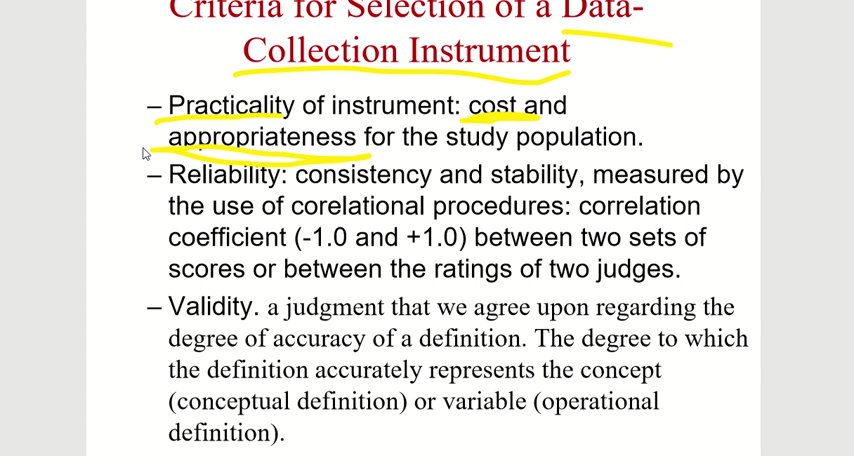 Criteria for Selection of a Data-
Collection Instrument
– Practicality of instrument: cost and
appropriateness for the study population.
– Reliability: consistency and stability, measured by
the use of corelational procedures: correlation
coefficient (-1.0 and +1.0) between two sets of
scores or between the ratings of two judges.
– Validity. a judgment that we agree upon regarding the
degree of accuracy of a definition. The degree to which
the definition accurately represents the concept
(conceptual definition) or variable (operational
definition).